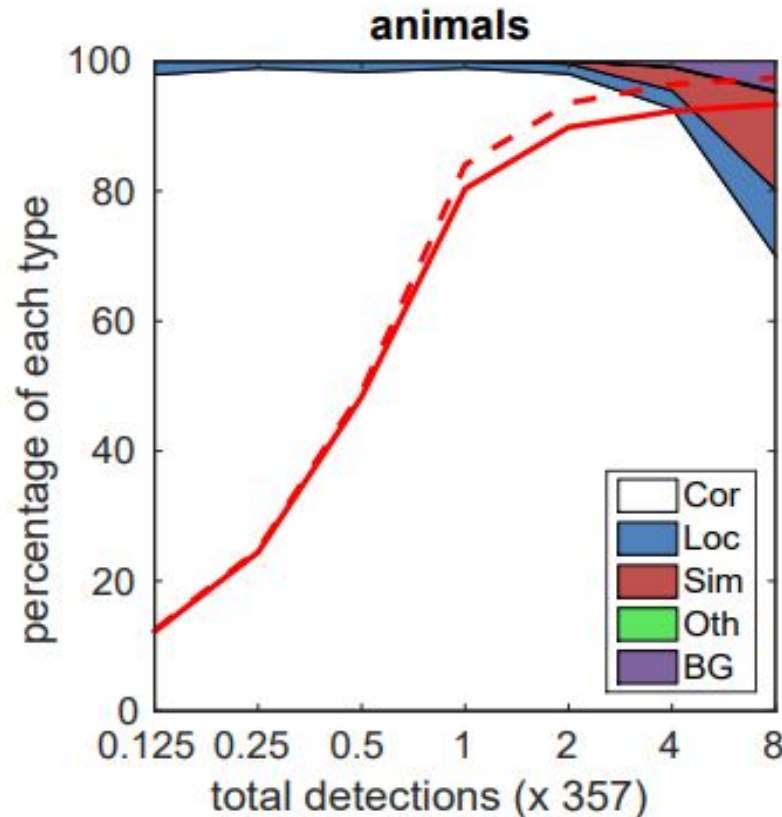 animals
percentage of each type
100
80
60
40
20
0
0.125 0.25 0.5 1 2 4 8
total detections (x 357)
Cor
Loc
Sim
Oth
BG